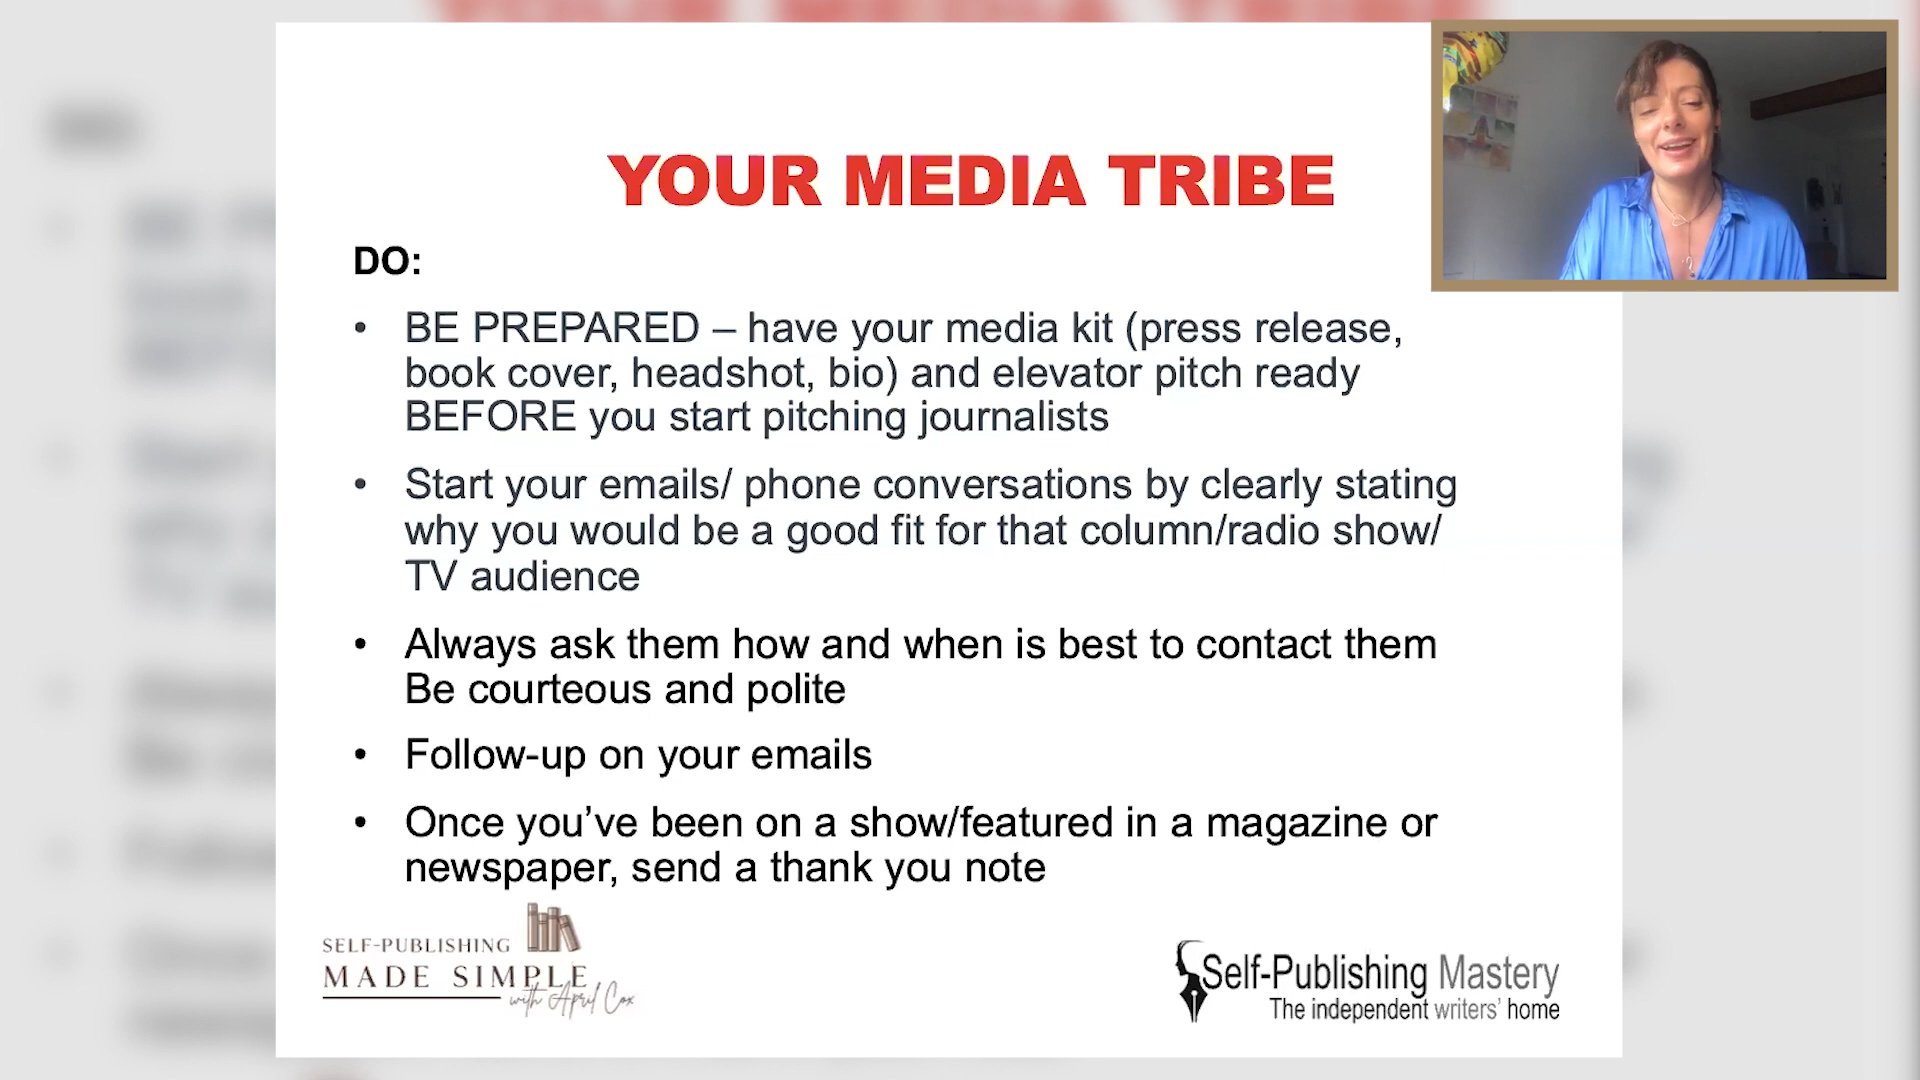 YOUR MEDIA TRIBE
DO:
• BE PREPARED – have your media kit (press release,
book cover, headshot, bio) and elevator pitch ready
BEFORE you start pitching journalists
• Start your emails/ phone conversations by clearly stating
why you would be a good fit for that column/radio show/
TV audience
• Always ask them how and when is best to contact them
Be courteous and polite
• Follow-up on your emails
• Once you’ve been on a show/featured in a magazine or
newspaper, send a thank you note
SELF-PUBLISHING
MADE SIMPLE
with April Cox
Self-Publishing Mastery
The independent writers’ home